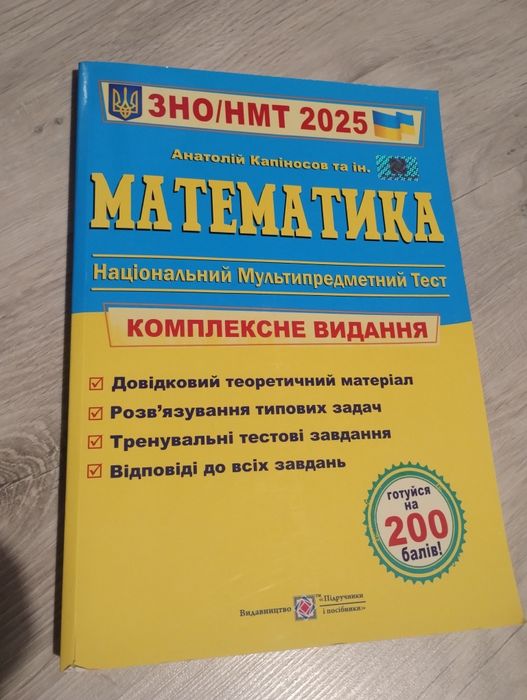 ЗНО/НМТ 2025
Анатолій Капіносов та ін.
МАТЕМАТИКА
Національний Мультипредметний Тест
КОМПЛЕКСНЕ ВИДАННЯ
Довідковий теоретичний матеріал
Розв'язування типових задач
Тренувальні тестові завдання
Відповіді до всіх завдань
готуйся
на
200
балів!
Видавництво
«Підручники
і посібники»